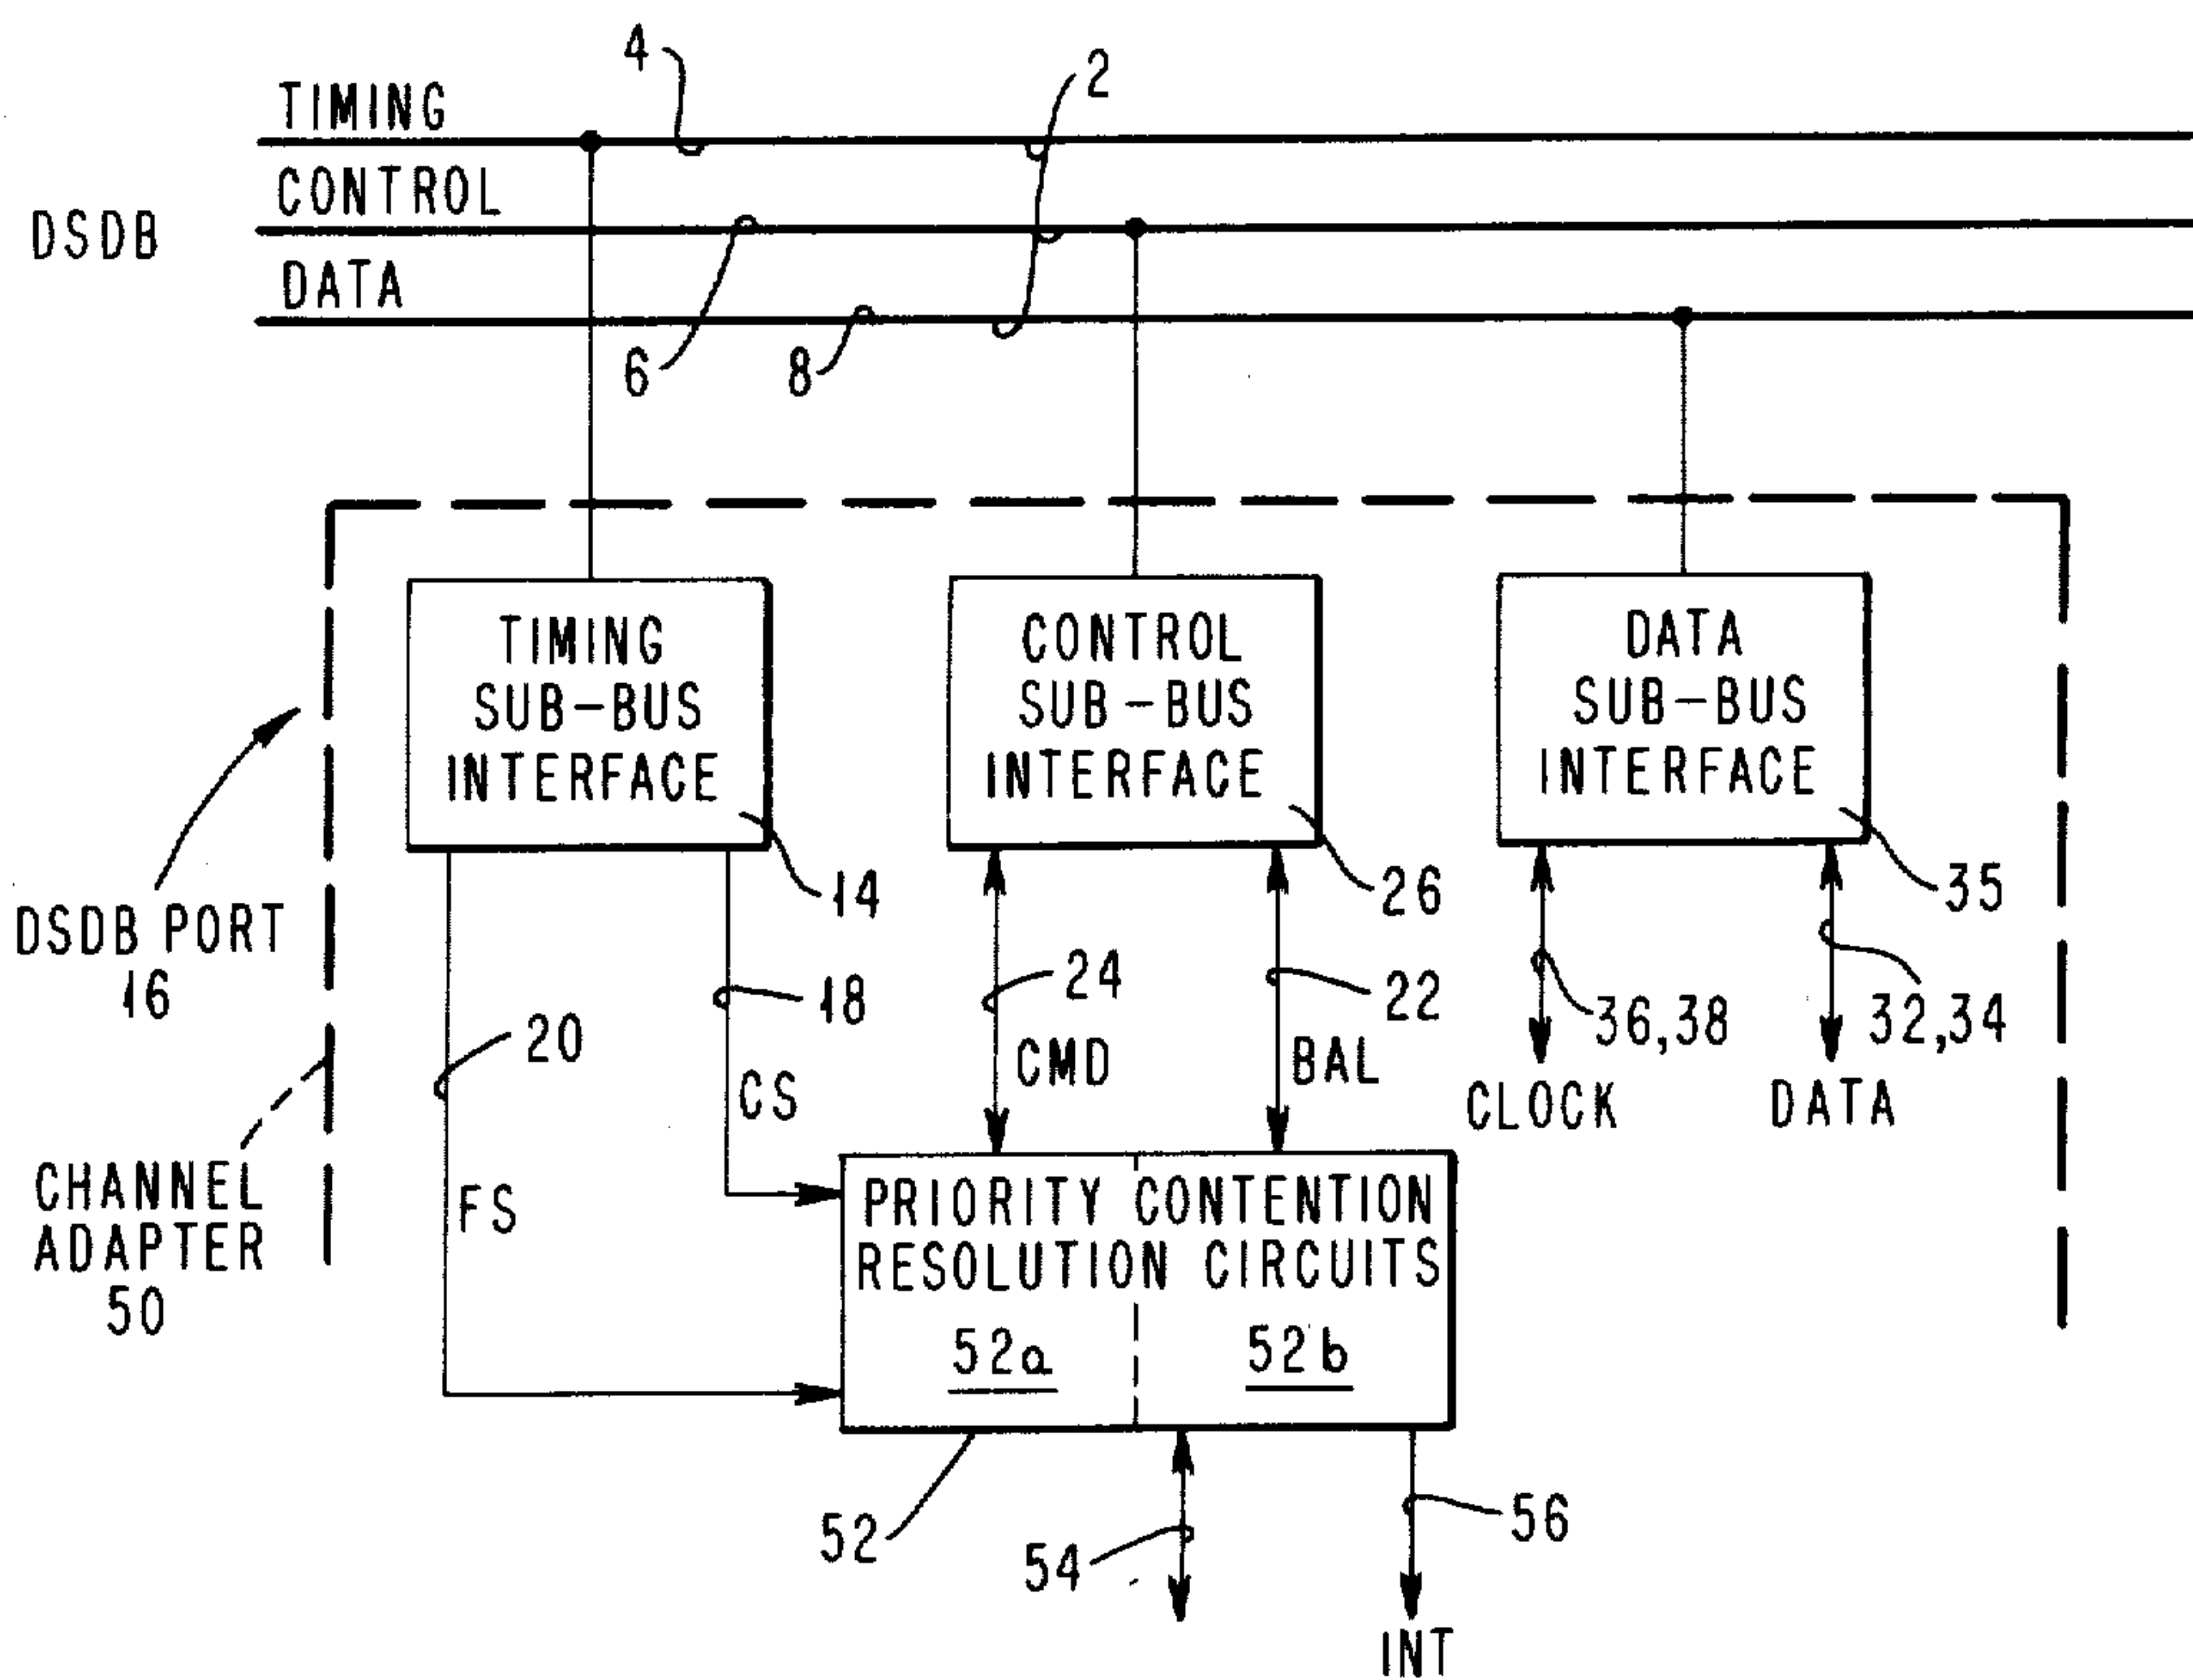 4
2
TIMING
CONTROL
DSDB
DATA
6
8
TIMING
SUB-BUS
INTERFACE
CONTROL
SUB-BUS
INTERFACE
DATA
SUB-BUS
INTERFACE
14
26
35
DSDB PORT
16
18
24
22
36,38
32,34
20
CMD
BAL
CS
CLOCK
DATA
CHANNEL
ADAPTER
50
FS
PRIORITY CONTENTION
RESOLUTION CIRCUITS
52a
52b
52
54
56
INT